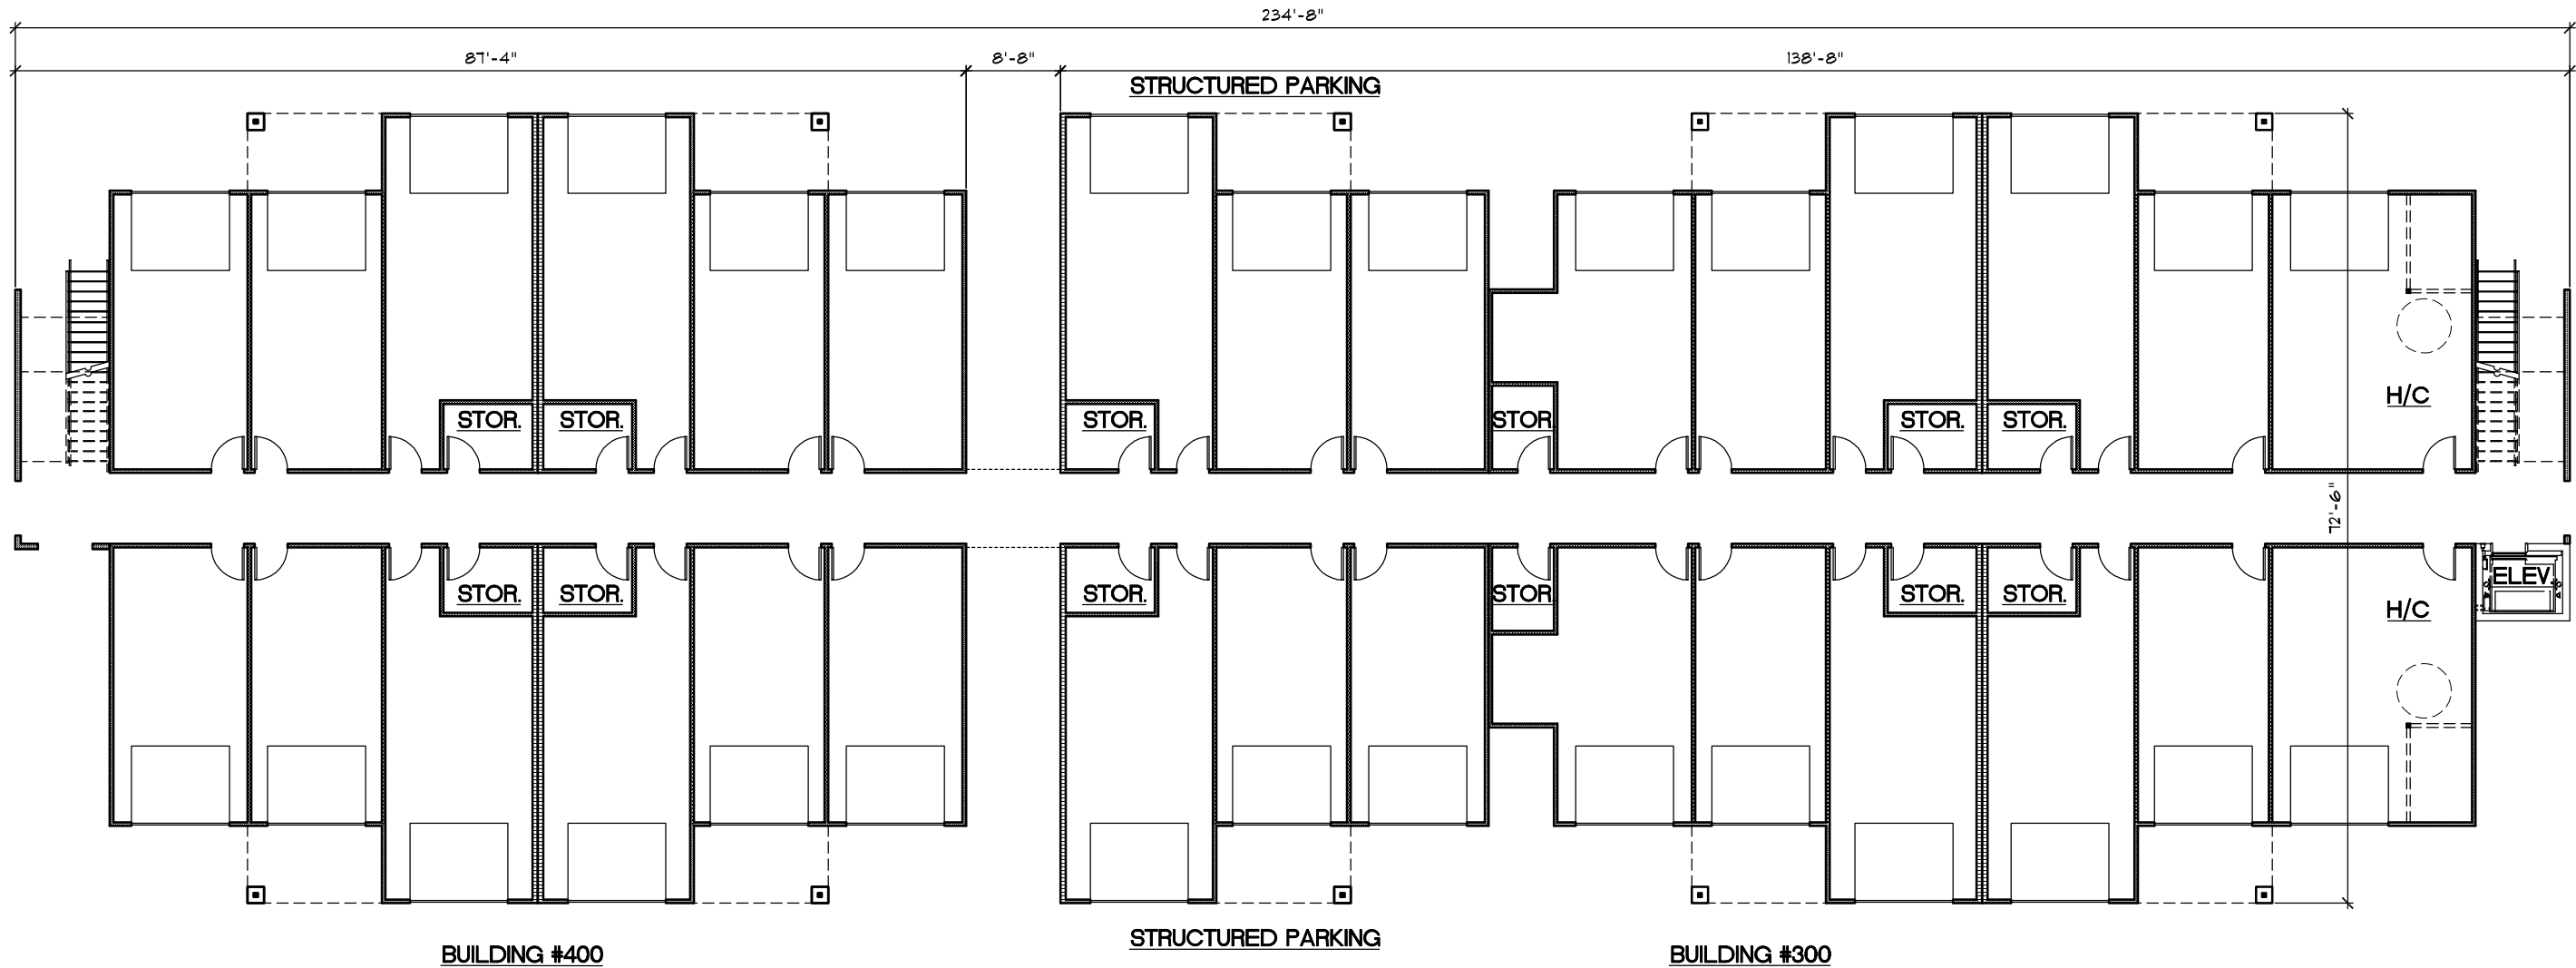 234'-8"
87'-4"
8'-8"
138'-8"
STRUCTURED PARKING
H/C
STOR.
STOR.
STOR.
STOR.
STOR.
STOR.
72'-6"
ELEV.
STOR.
STOR.
STOR.
STOR.
STOR.
STOR.
H/C
STRUCTURED PARKING
BUILDING #400
BUILDING #300